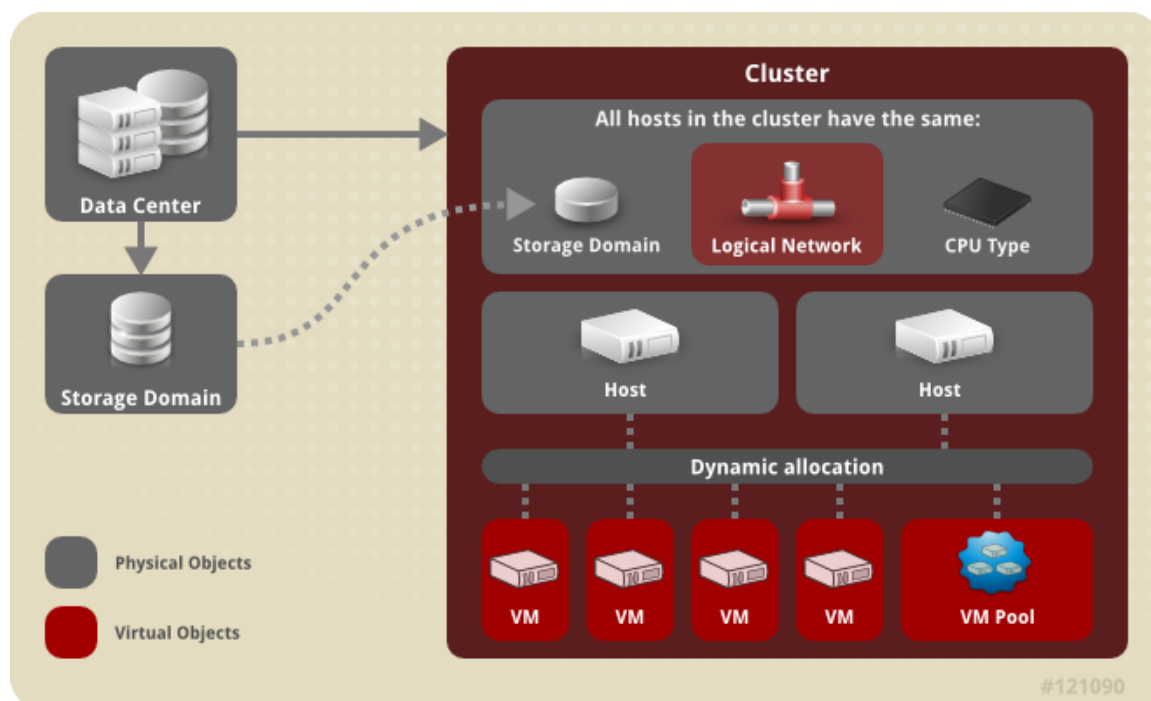 Data Center
Storage Domain
Cluster
All hosts in the cluster have the same:
Storage Domain
Logical Network
CPU Type
Host
Host
Dynamic allocation
VM
VM
VM
VM
VM Pool
Physical Objects
Virtual Objects
#121090